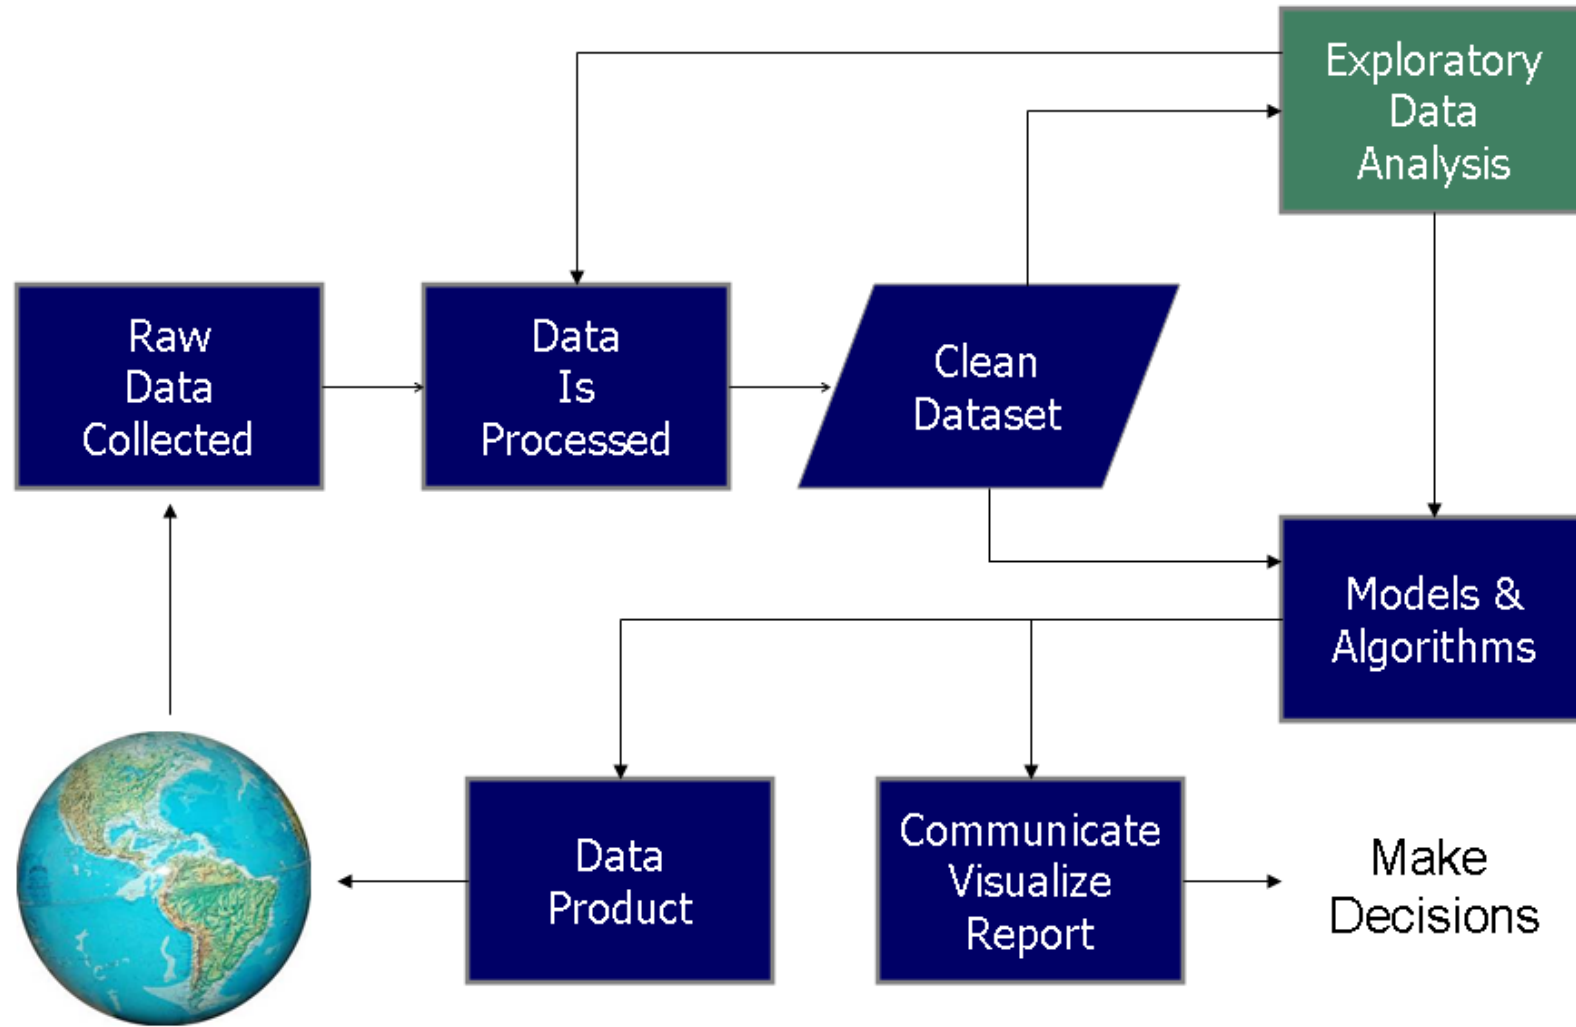 Exploratory
Data
Analysis
Raw
Data
Collected
Data
Is
Processed
Clean
Dataset
Models &
Algorithms
Data
Product
Communicate
Visualize
Report
Make
Decisions